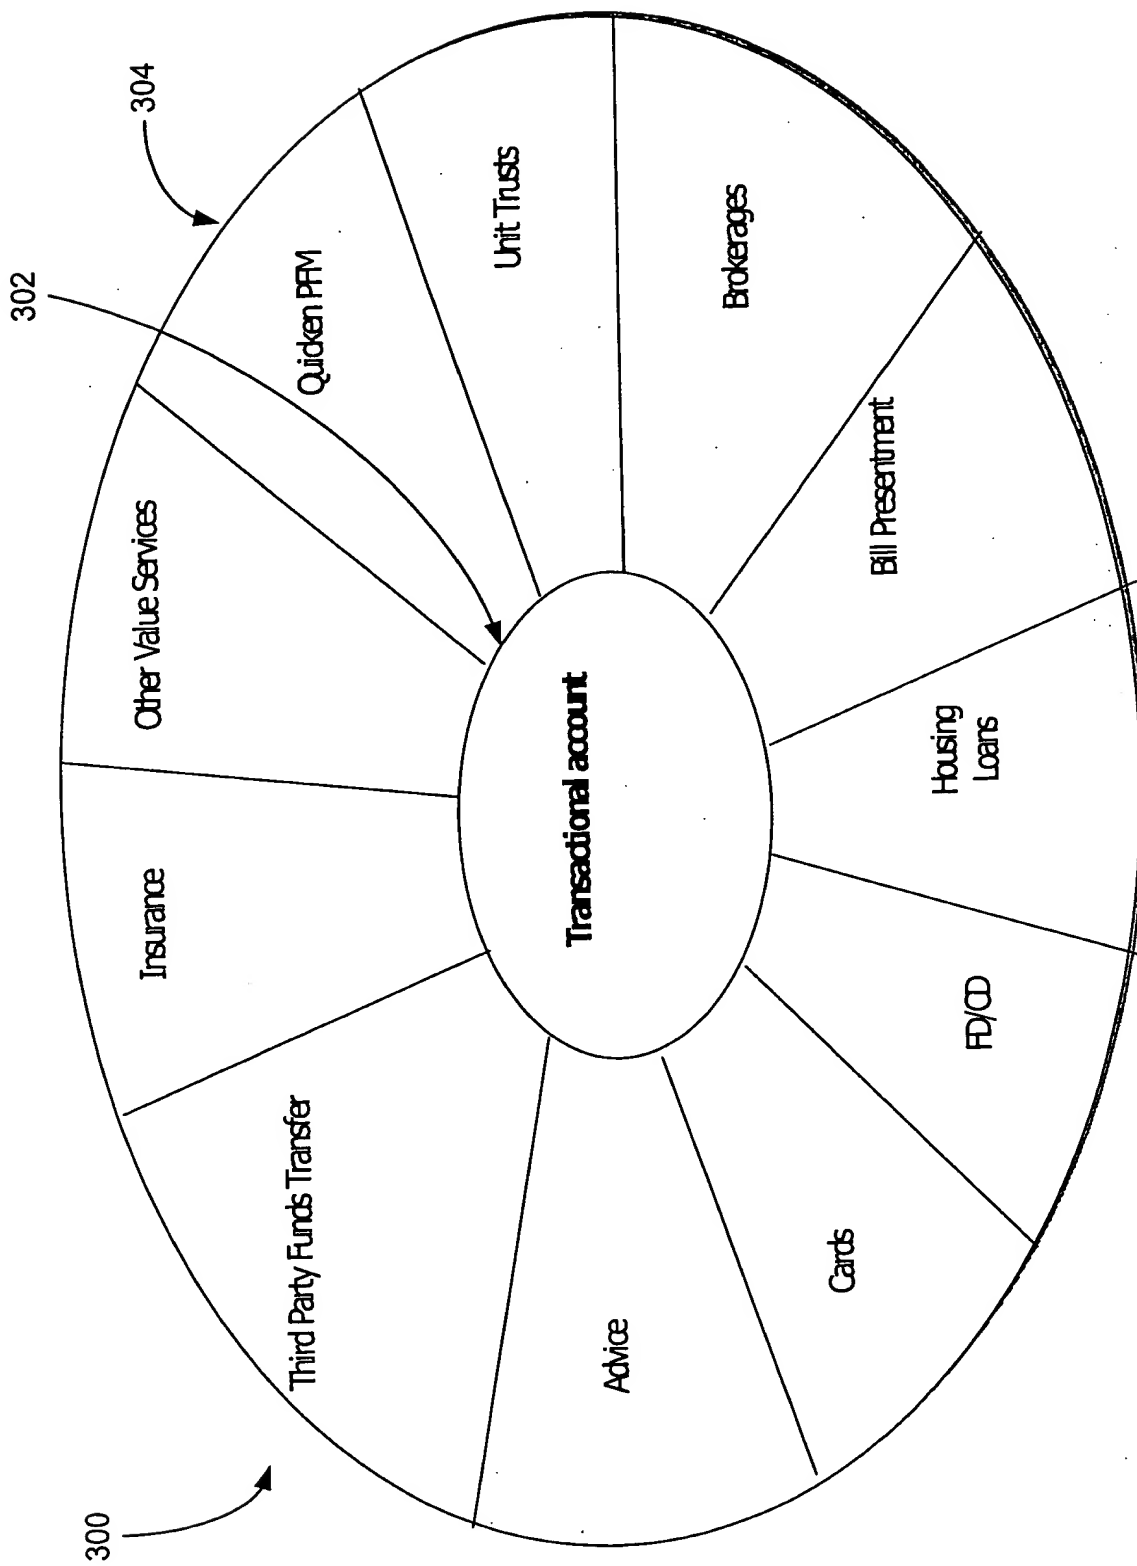 300
302
304
Third Party Funds Transfer
Insurance
Other Value Services
Quicken PFM
Unit Trusts
Brokerages
Bill Presentment
Housing
Loans
FD/CD
Cards
Advice
Transactional account